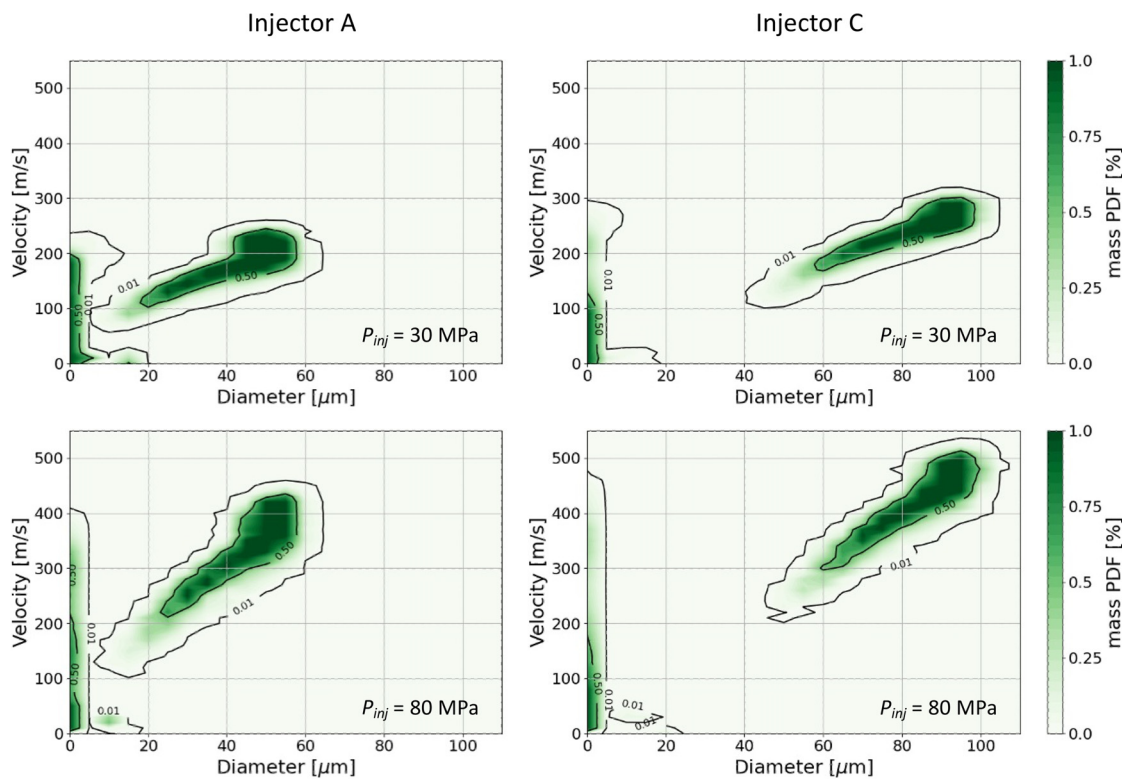 Injector A
Injector C
500
400
300
200
100
0
Velocity [m/s]
0.01
0.50
0.01
0.50
P_inj = 30 MPa
0 20 40 60 80 100
Diameter [μm]
500
400
300
200
100
0
Velocity [m/s]
0.01
0.50
0.01
0.50
P_inj = 30 MPa
0 20 40 60 80 100
Diameter [μm]
1.0
0.75
0.5
0.25
0.0
mass PDF [%]
500
400
300
200
100
0
Velocity [m/s]
0.50
0.01
0.50
0.01
0.50
0.01
P_inj = 80 MPa
0 20 40 60 80 100
Diameter [μm]
500
400
300
200
100
0
Velocity [m/s]
0.50
0.01
0.01
0.01
0.50
0.01
P_inj = 80 MPa
0 20 40 60 80 100
Diameter [μm]
1.0
0.75
0.5
0.25
0.0
mass PDF [%]